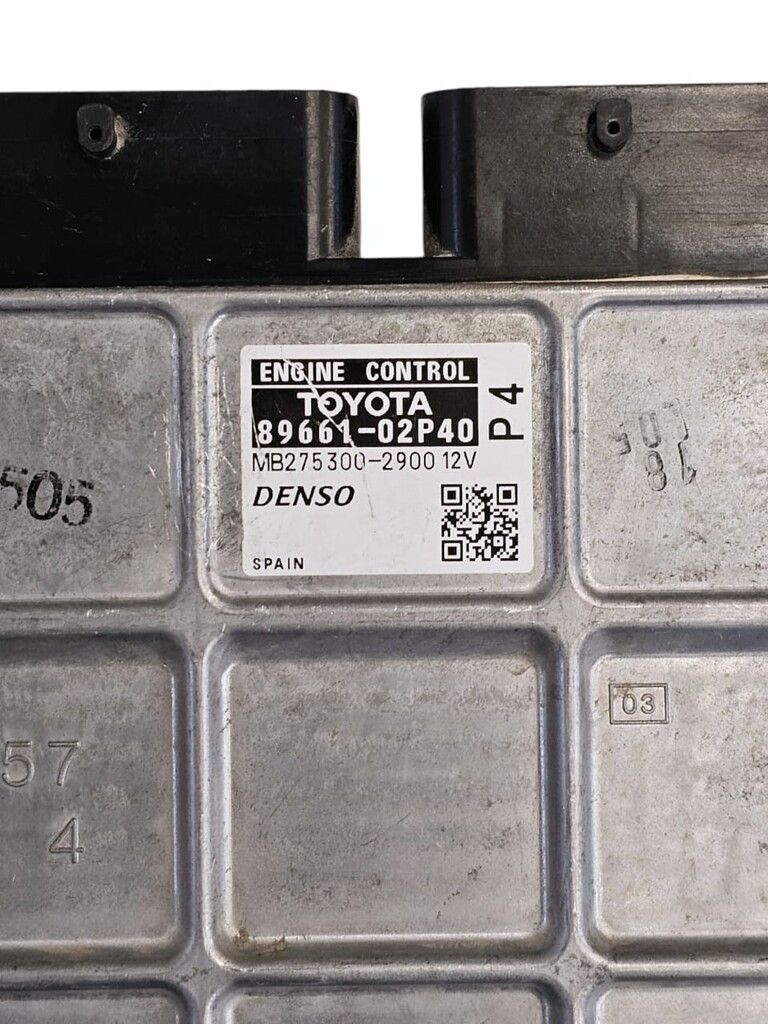 ENGINE CONTROL
TOYOTA
89661-02P40
P4
MB275300-2900 12V
DENSO
SPAIN
505
57
4
03